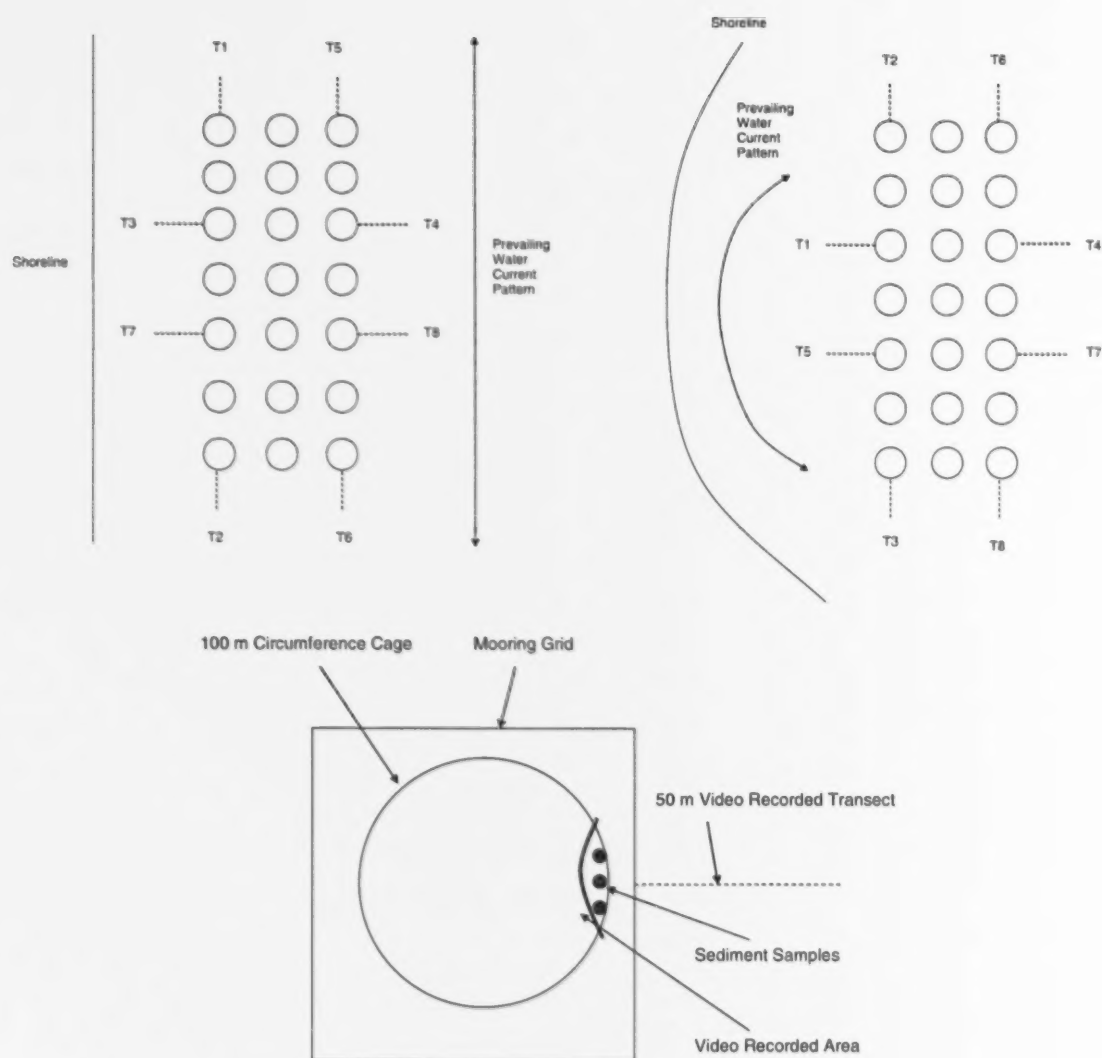 T1
T5
T3
T4
Shoreline
Prevailing
Water
Current
Pattern
T7
T8
T2
T6
Shoreline
T2
T6
Prevailing
Water
Current
Pattern
T1
T4
T5
T7
T3
T8
100 m Circumference Cage
Mooring Grid
50 m Video Recorded Transect
Sediment Samples
Video Recorded Area